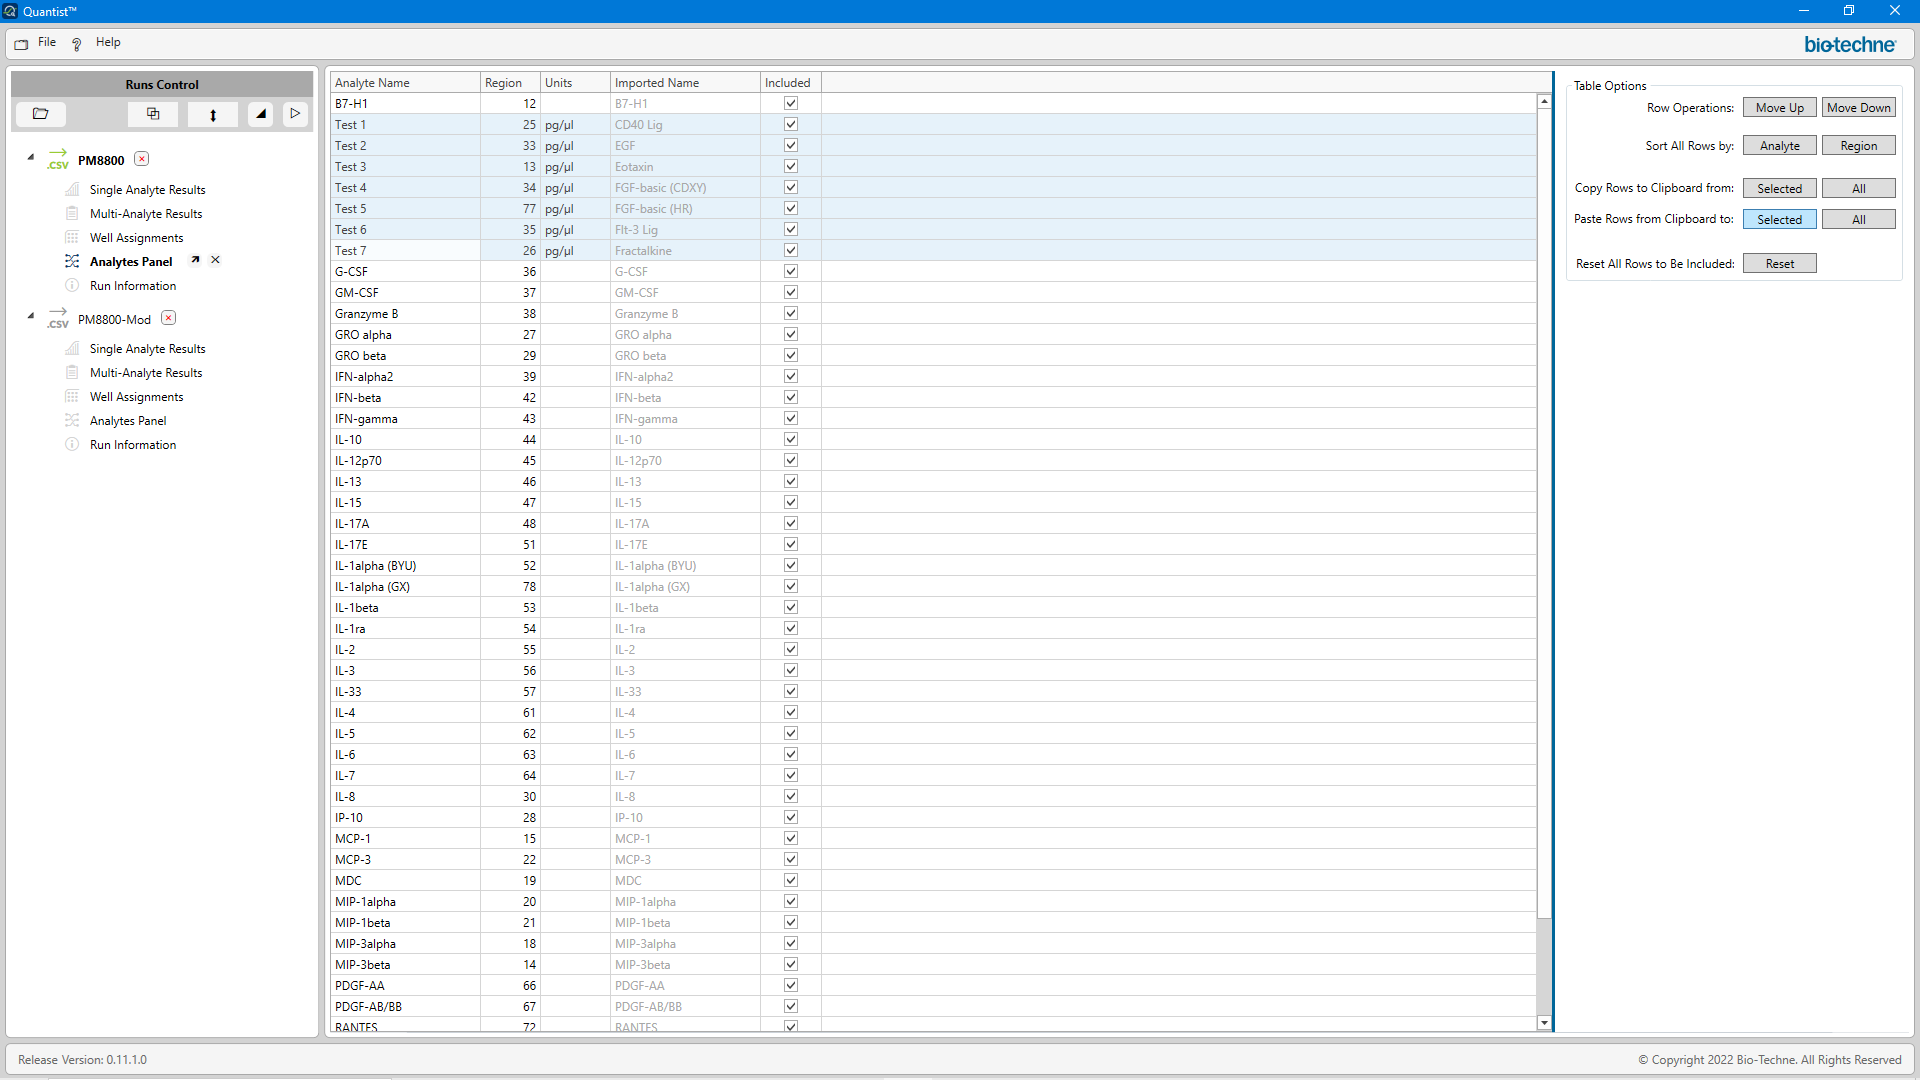 Quantist™
File Help
bio-techne®
Runs Control
.CSV PM8800
Single Analyte Results
Multi-Analyte Results
Well Assignments
Analytes Panel
Run Information
.CSV PM8800-Mod
Single Analyte Results
Multi-Analyte Results
Well Assignments
Analytes Panel
Run Information
Analyte Name Region Units Imported Name Included
B7-H1 12 B7-H1
Test 1 25 pg/µl CD40 Lig
Test 2 33 pg/µl EGF
Test 3 13 pg/µl Eotaxin
Test 4 34 pg/µl FGF-basic (CDXY)
Test 5 77 pg/µl FGF-basic (HR)
Test 6 35 pg/µl Flt-3 Lig
Test 7 26 pg/µl Fractalkine
G-CSF 36 G-CSF
GM-CSF 37 GM-CSF
Granzyme B 38 Granzyme B
GRO alpha 27 GRO alpha
GRO beta 29 GRO beta
IFN-alpha2 39 IFN-alpha2
IFN-beta 42 IFN-beta
IFN-gamma 43 IFN-gamma
IL-10 44 IL-10
IL-12p70 45 IL-12p70
IL-13 46 IL-13
IL-15 47 IL-15
IL-17A 48 IL-17A
IL-17E 51 IL-17E
IL-1alpha (BYU) 52 IL-1alpha (BYU)
IL-1alpha (GX) 78 IL-1alpha (GX)
IL-1beta 53 IL-1beta
IL-1ra 54 IL-1ra
IL-2 55 IL-2
IL-3 56 IL-3
IL-33 57 IL-33
IL-4 61 IL-4
IL-5 62 IL-5
IL-6 63 IL-6
IL-7 64 IL-7
IL-8 30 IL-8
IP-10 28 IP-10
MCP-1 15 MCP-1
MCP-3 22 MCP-3
MDC 19 MDC
MIP-1alpha 20 MIP-1alpha
MIP-1beta 21 MIP-1beta
MIP-3alpha 18 MIP-3alpha
MIP-3beta 14 MIP-3beta
PDGF-AA 66 PDGF-AA
PDGF-AB/BB 67 PDGF-AB/BB
RANTES 72 RANTES
Table Options
Row Operations: Move Up Move Down
Sort All Rows by: Analyte Region
Copy Rows to Clipboard from: Selected All
Paste Rows from Clipboard to: Selected All
Reset All Rows to Be Included: Reset
Release Version: 0.11.1.0
© Copyright 2022 Bio-Techne. All Rights Reserved